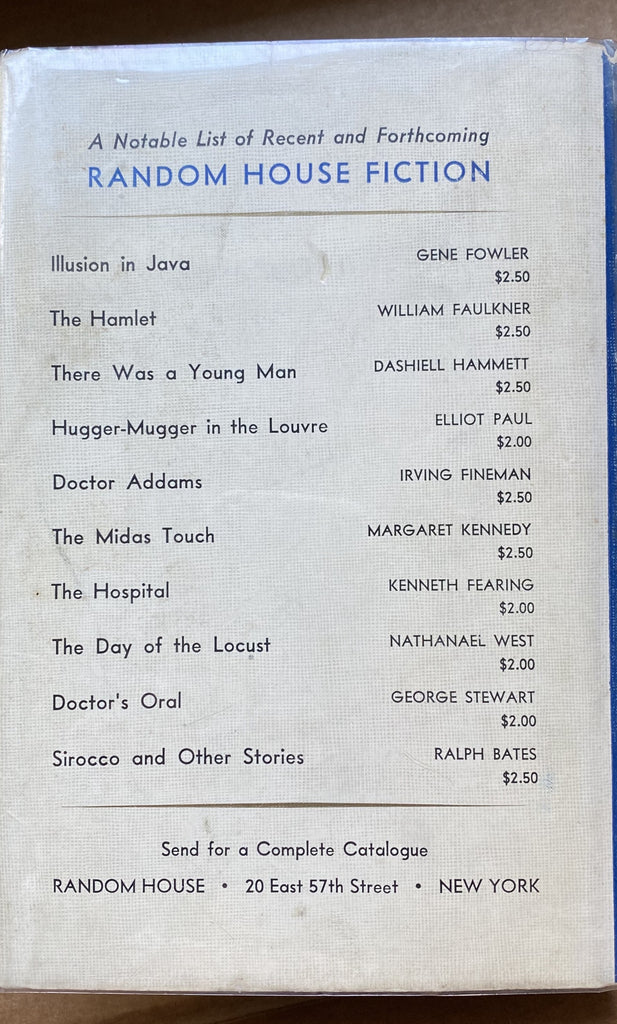 A Notable List of Recent and Forthcoming
RANDOM HOUSE FICTION
Illusion in Java GENE FOWLER
$2.50
The Hamlet WILLIAM FAULKNER
$2.50
There Was a Young Man DASHIELL HAMMETT
$2.50
Hugger-Mugger in the Louvre ELLIOT PAUL
$2.00
Doctor Addams IRVING FINEMAN
$2.50
The Midas Touch MARGARET KENNEDY
$2.50
The Hospital KENNETH FEARING
$2.00
The Day of the Locust NATHANAEL WEST
$2.00
Doctor's Oral GEORGE STEWART
$2.00
Sirocco and Other Stories RALPH BATES
$2.50
Send for a Complete Catalogue
RANDOM HOUSE • 20 East 57th Street • NEW YORK